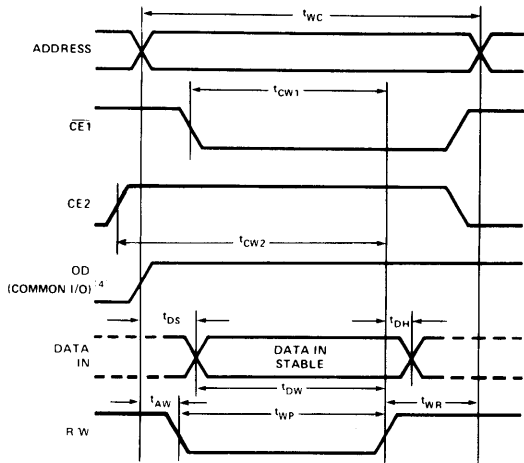 tWC
ADDRESS
tCW1
CE1
CE2
tCW2
OD
(COMMON I/O) 4
tDS
tDH
DATA
IN
DATA IN
STABLE
tDW
tAW
tWP
tWR
R W